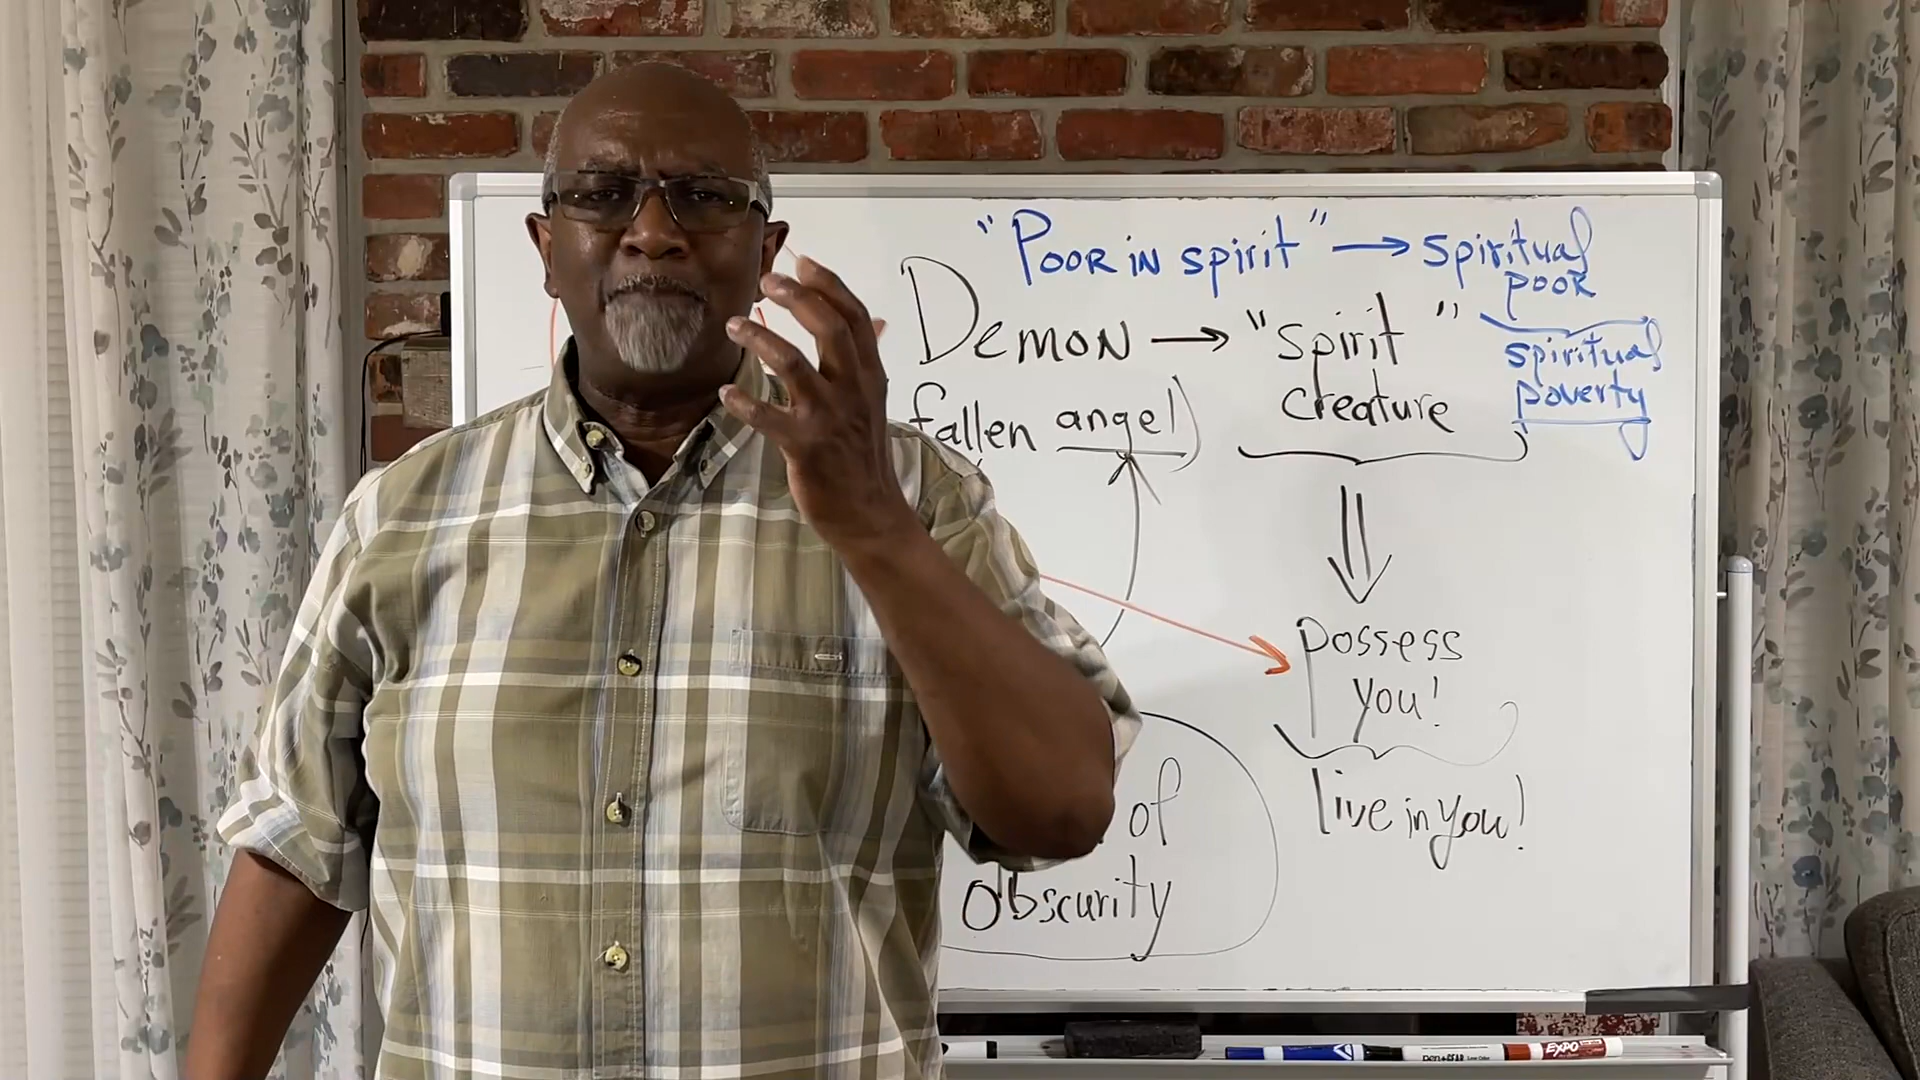 "Poor in spirit" → spiritual
poor
Demon → "spirit
creature"
spiritual
poverty
fallen angel)
possess
you!
live in you!
of
obscurity
EXPO